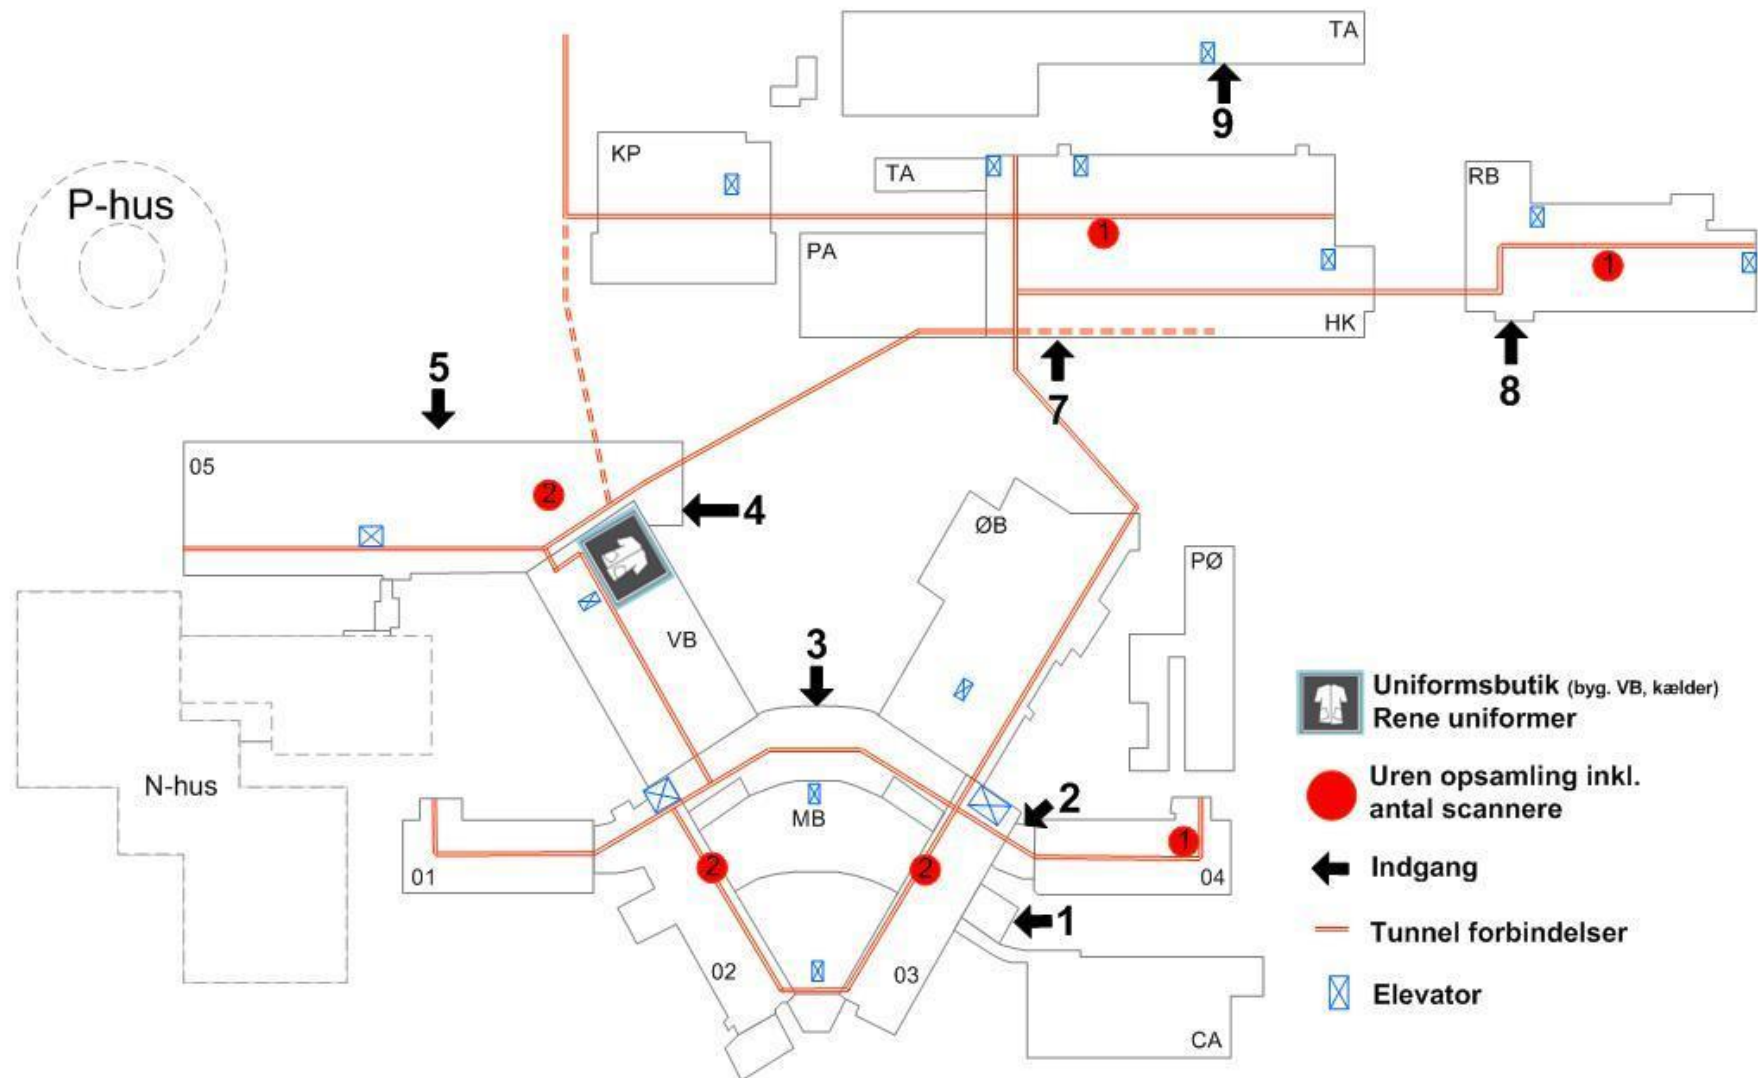 TA
9
KP
TA
RB
P-hus
1
PA
1
HK
5
7
8
05
2
4
ØB
PØ
VB
3
Uniformsbutik (byg. VB, kælder)
Rene uniformer
N-hus
2
MB
Uren opsamling inkl.
antal scannere
1
2
2
01
04
Indgang
1
Tunnel forbindelser
02
03
Elevator
CA